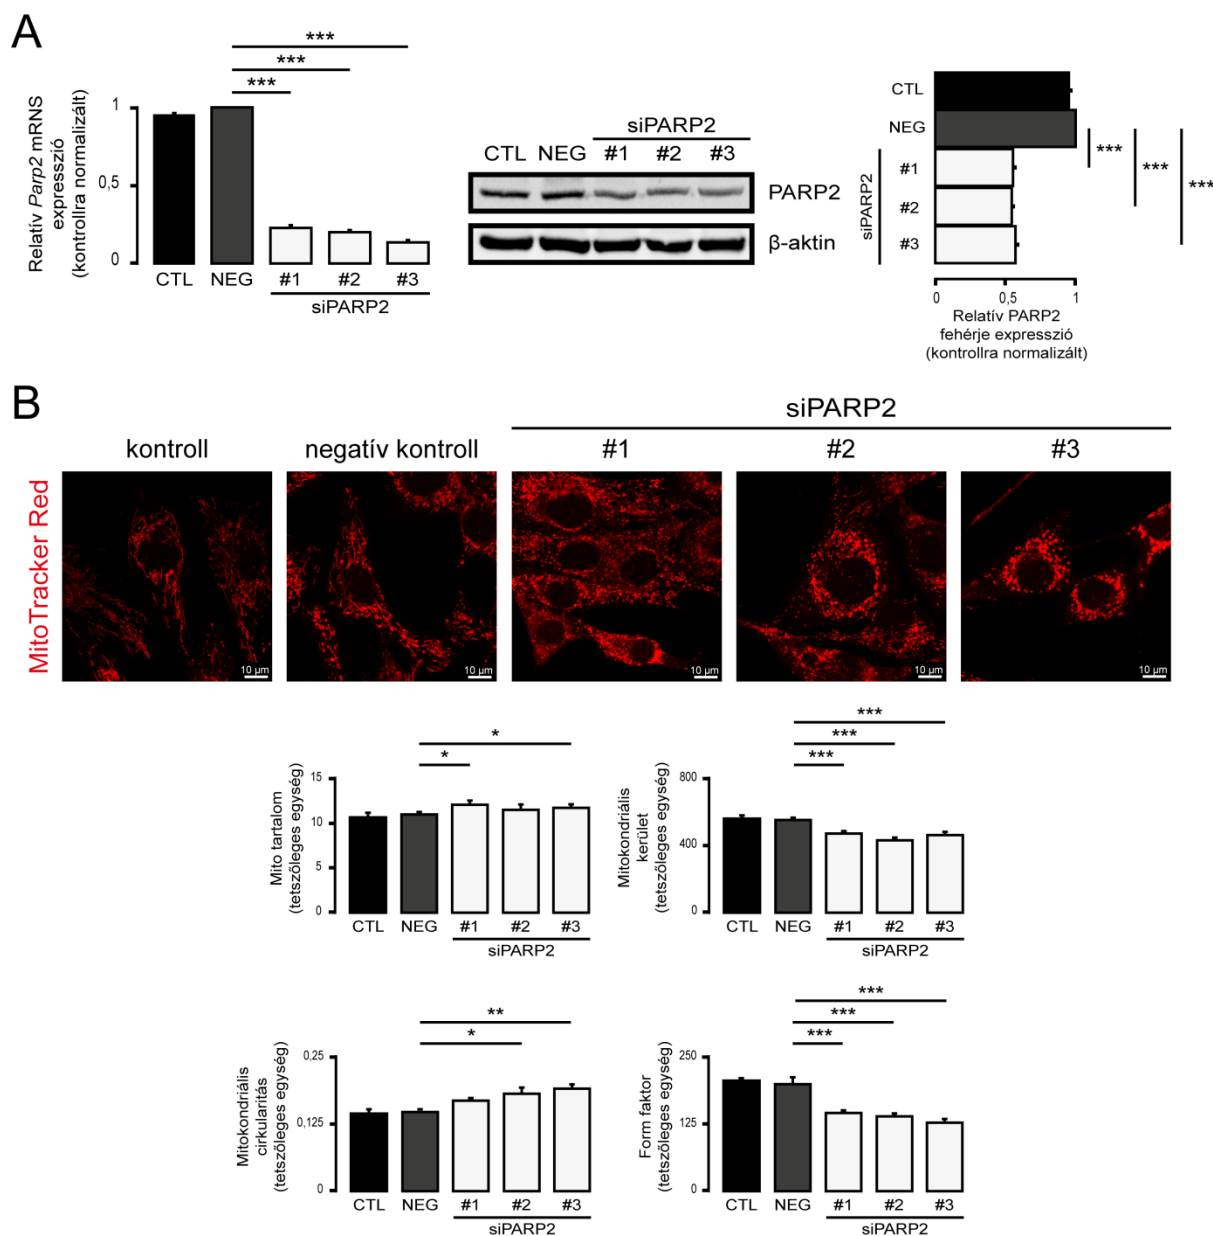 A
Relatív Parp2 mRNS
expresszió
(kontrollra normalizált)
1
0,5
0
***
***
***
CTL
NEG
#1
#2
#3
siPARP2
siPARP2
CTL NEG #1 #2 #3
PARP2
β-aktin
CTL
NEG
#1
#2
#3
siPARP2
***
***
***
0
0,5
1
Relatív PARP2
fehérje expresszió
(kontrollra normalizált)
B
siPARP2
kontroll
negatív kontroll
#1
#2
#3
MitoTracker Red
10 µm
10 µm
10 µm
10 µm
10 µm
Mito tartalom
(tetszőleges egység)
15
10
5
0
*
*
CTL
NEG
#1
#2
#3
siPARP2
Mitokondriális
kerület
(tetszőleges egység)
800
400
0
***
***
***
CTL
NEG
#1
#2
#3
siPARP2
Mitokondriális
cirkularitás
(tetszőleges egység)
0,25
0,125
0
**
*
CTL
NEG
#1
#2
#3
siPARP2
Form faktor
(tetszőleges egység)
250
125
0
***
***
***
CTL
NEG
#1
#2
#3
siPARP2